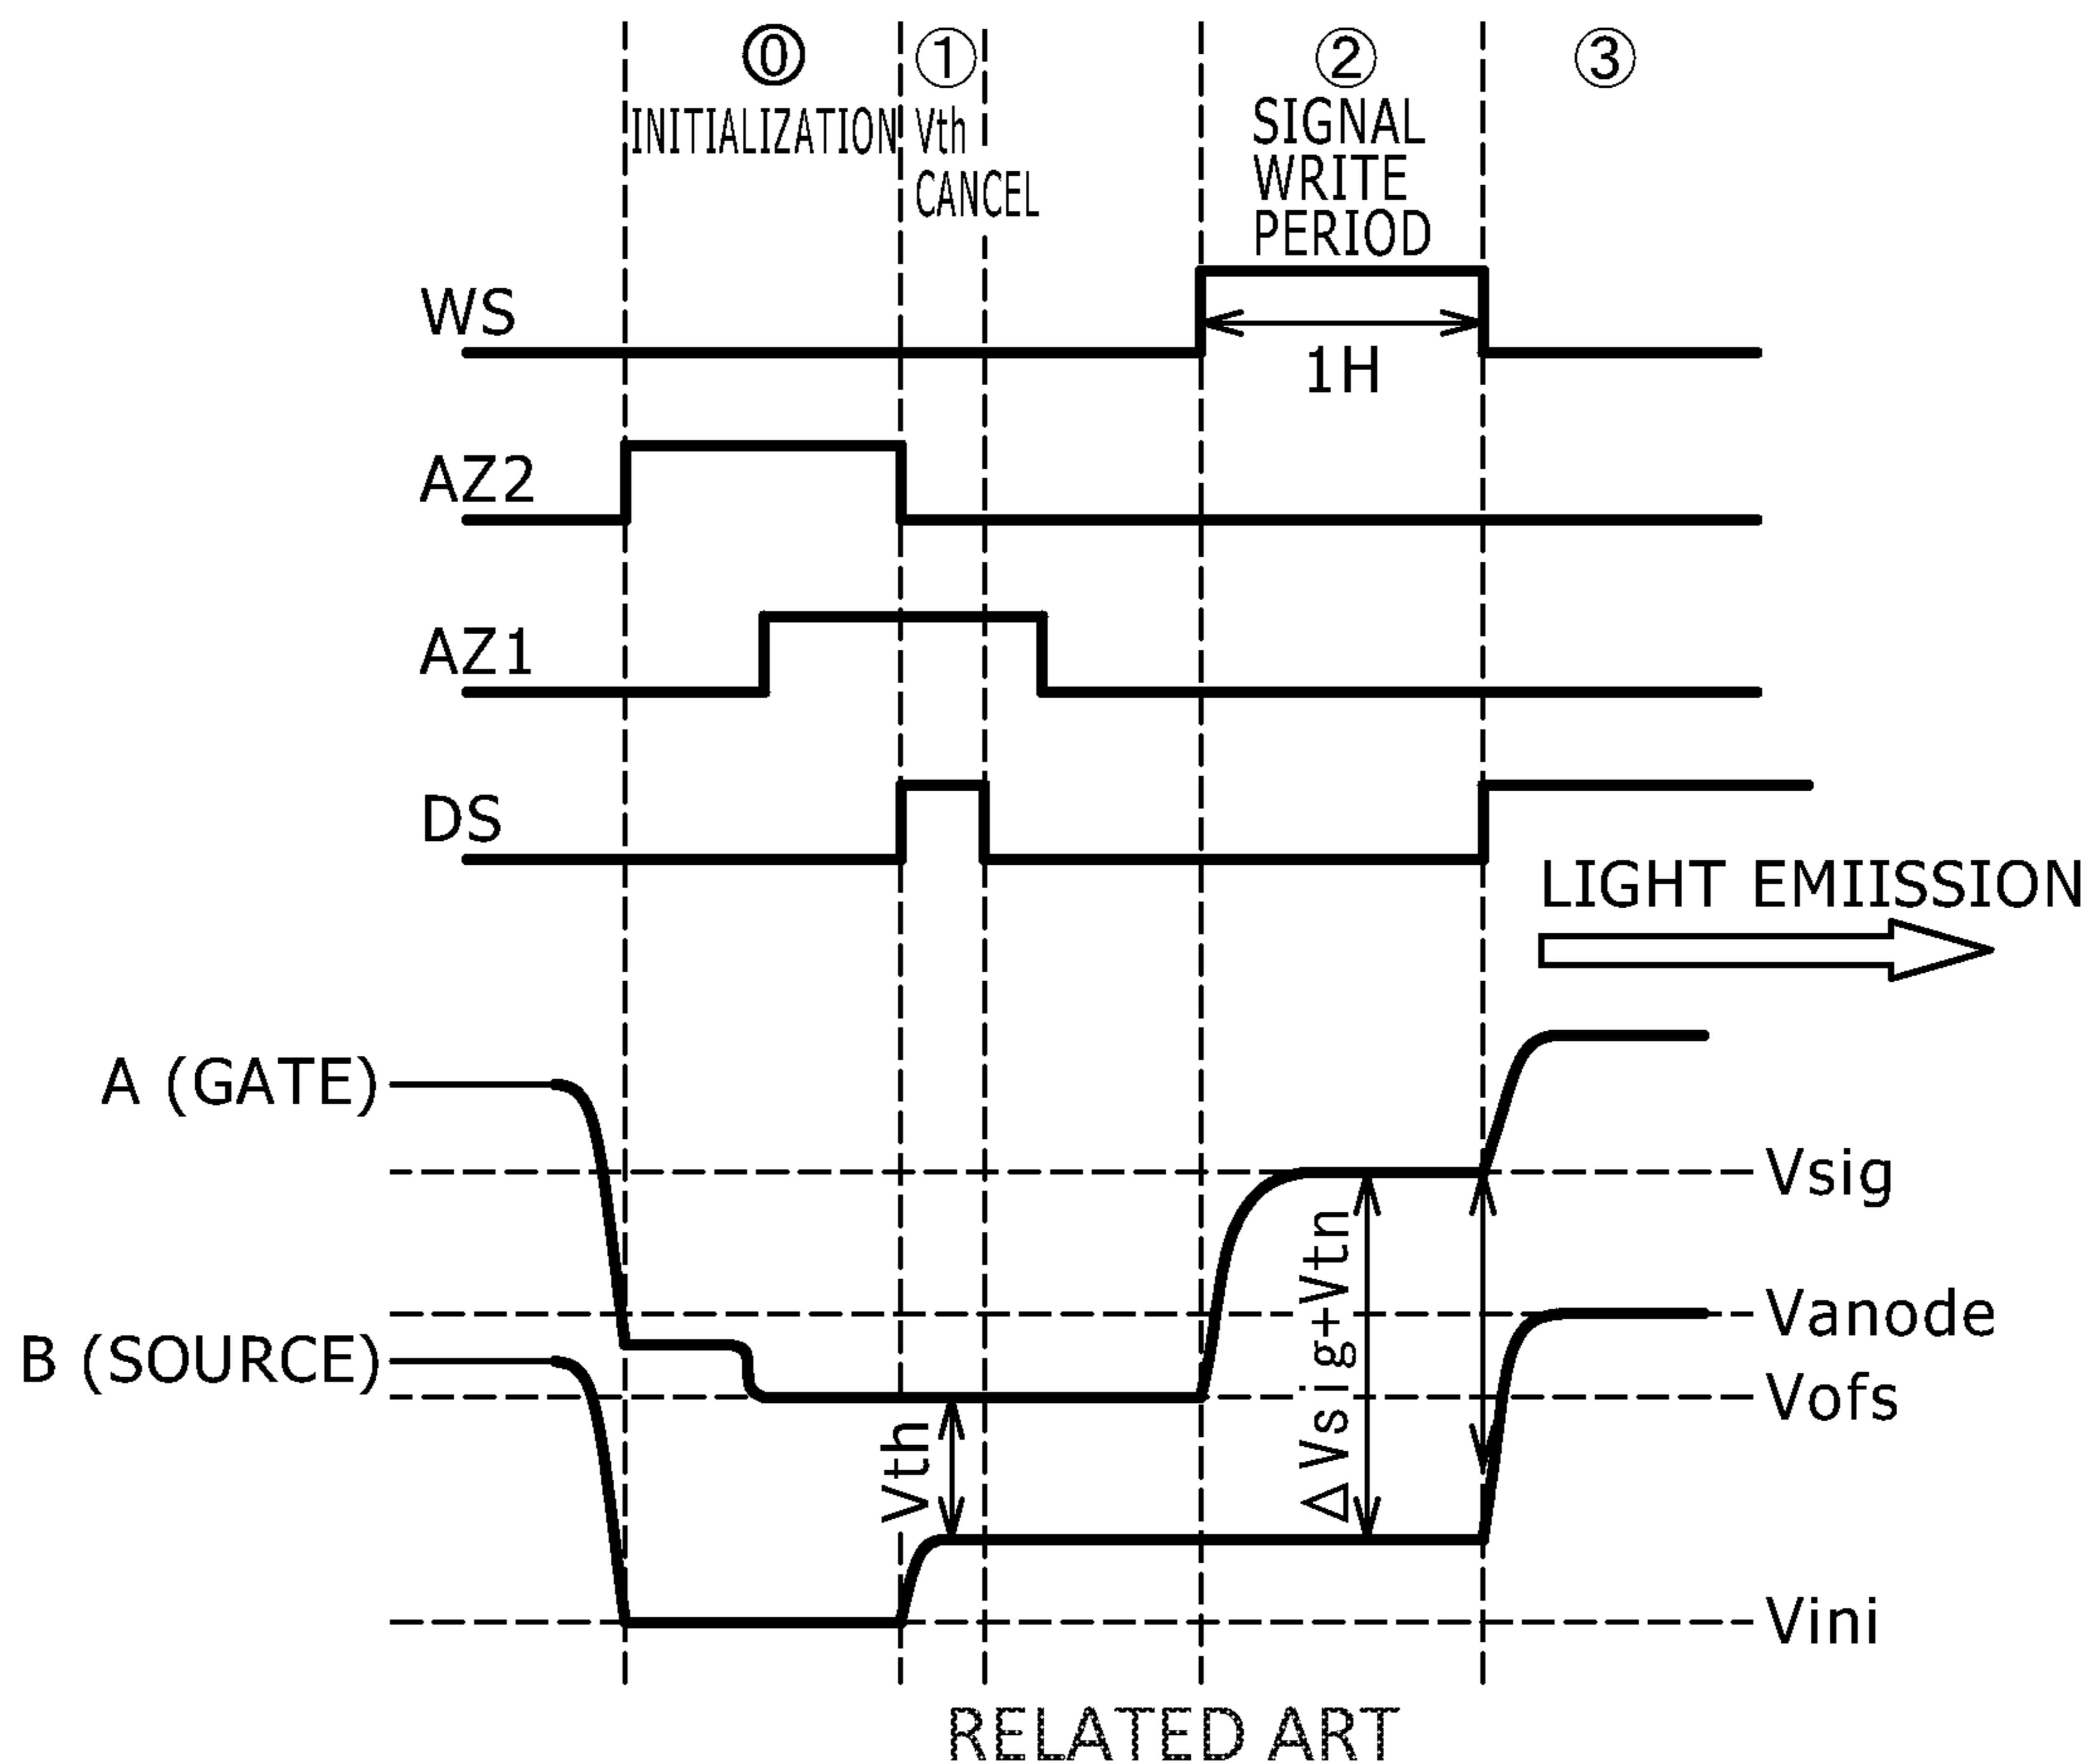 ⓪ ① ② ③
INITIALIZATION
Vth
CANCEL
SIGNAL
WRITE
PERIOD
WS
1H
AZ2
AZ1
DS
LIGHT EMIISSION
A (GATE)
Vsig
ΔVsig+Vtn
Vanode
B (SOURCE)
Vofs
Vth
Vini
RELATED ART